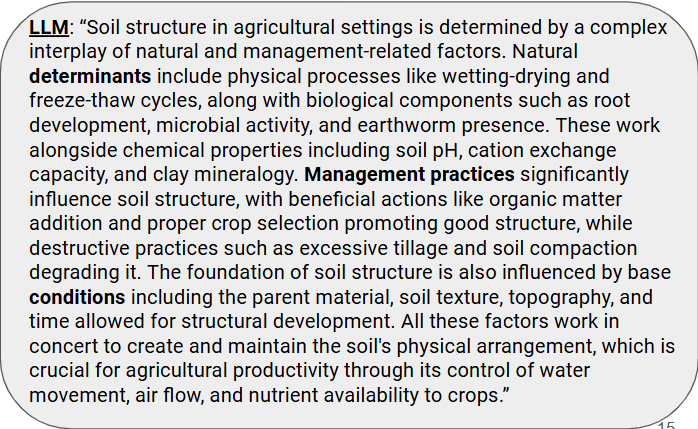 LLM: “Soil structure in agricultural settings is determined by a complex
interplay of natural and management-related factors. Natural
determinants include physical processes like wetting-drying and
freeze-thaw cycles, along with biological components such as root
development, microbial activity, and earthworm presence. These work
alongside chemical properties including soil pH, cation exchange
capacity, and clay mineralogy. Management practices significantly
influence soil structure, with beneficial actions like organic matter
addition and proper crop selection promoting good structure, while
destructive practices such as excessive tillage and soil compaction
degrading it. The foundation of soil structure is also influenced by base
conditions including the parent material, soil texture, topography, and
time allowed for structural development. All these factors work in
concert to create and maintain the soil's physical arrangement, which is
crucial for agricultural productivity through its control of water
movement, air flow, and nutrient availability to crops.”
15